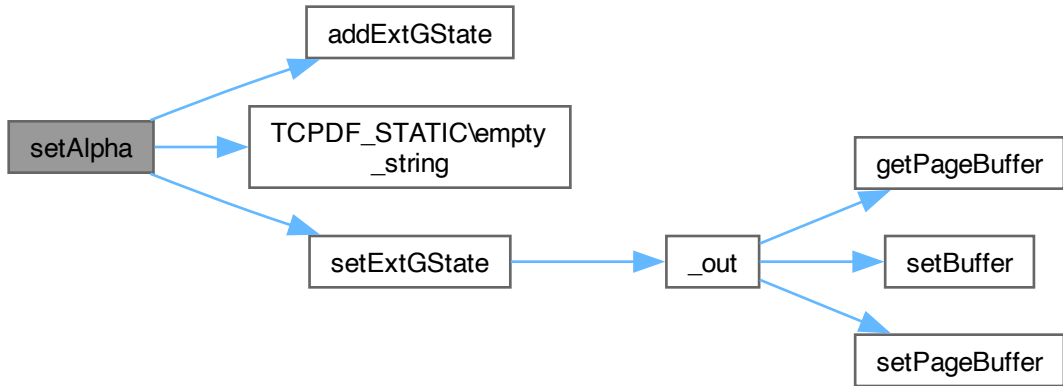 addExtGState
setAlpha
TCPDF_STATIC\empty
_string
setExtGState
_out
getPageBuffer
setBuffer
setPageBuffer